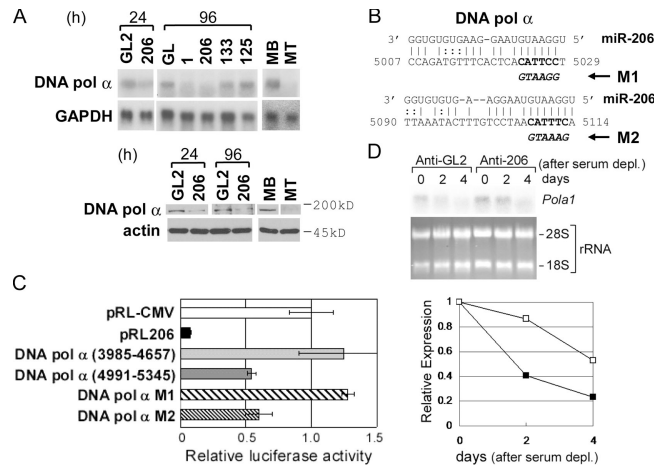 A
(h) 24 96
GL2 206 GL 1 206 133 125 MB MT
DNA pol α
GAPDH
(h) 24 96
GL2 206 GL2 206 MB MT
DNA pol α
-200kD
actin
-45kD
B
DNA pol α
3' GGUGUGUGAAG-GAAUGUAAGGU 5' miR-206
5007 CCAGATGTTTCACTCACATTCCT 5029
GTAAGG ← M1
3' GGUGUGUG-A--AGGAAUGUAAGGU 5' miR-206
5090 TTAAATACTTTGTCCTAACATTTCA 5114
GTAAAG ← M2
D
Anti-GL2 Anti-206 (after serum depl.)
0 2 4 0 2 4 days
Pola1
-28S
rRNA
-18S
C
pRL-CMV
pRL206
DNA pol α (3985-4657)
DNA pol α (4991-5345)
DNA pol α M1
DNA pol α M2
0 0.5 1.0 1.5
Relative luciferase activity
Relative Expression
1
0.8
0.6
0.4
0.2
0
0 2 4
days (after serum depl.)